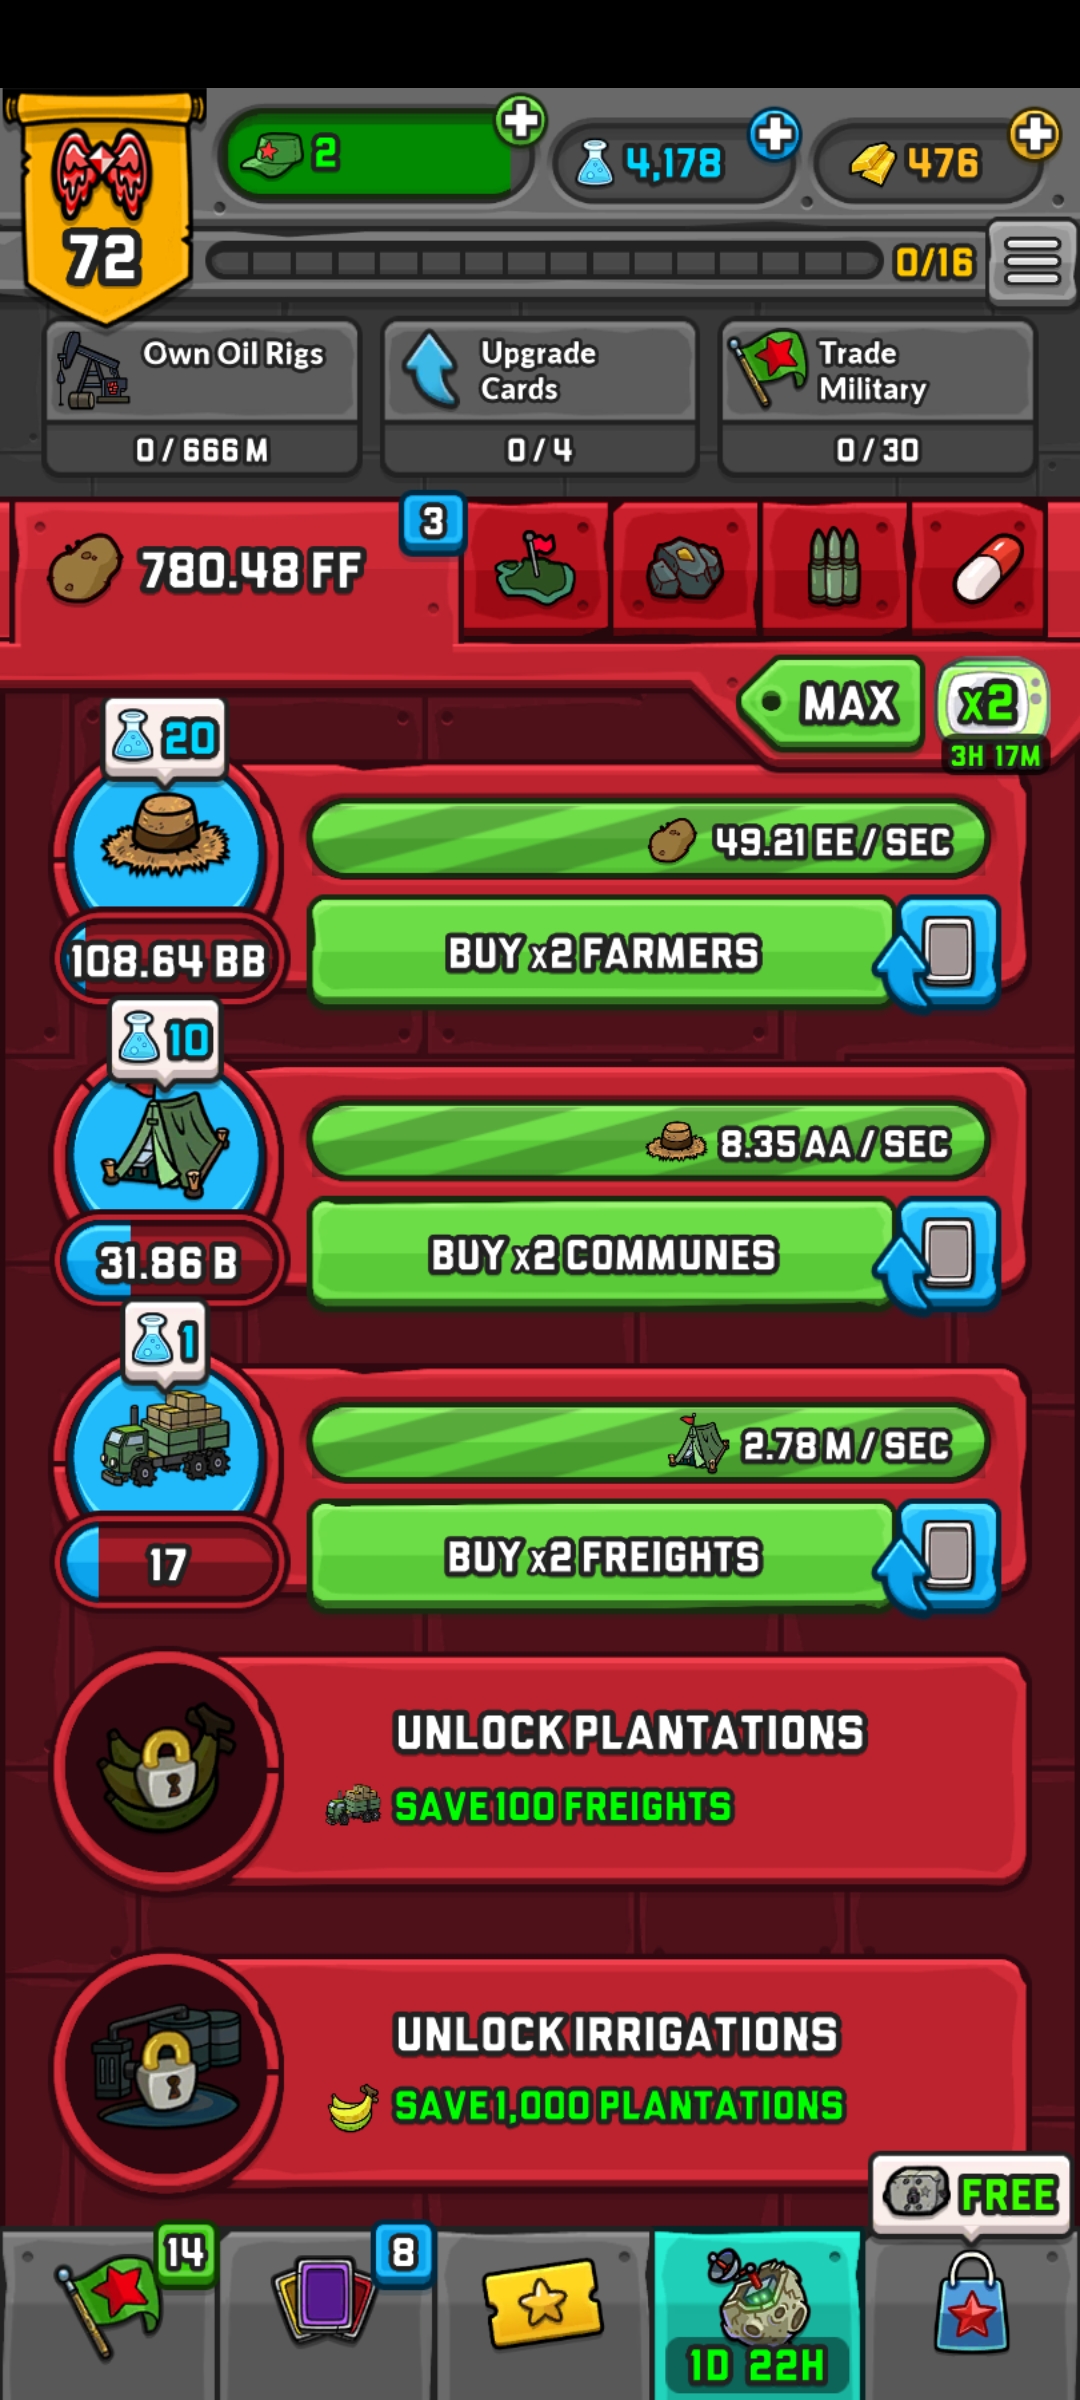 2
4,178
476
72
0/16
Own Oil Rigs
0 / 666 M
Upgrade
Cards
0 / 4
Trade
Military
0 / 30
780.48 FF
3
MAX
x2
3H 17M
20
49.21 EE / SEC
108.64 BB
BUY x2 FARMERS
10
8.35 AA / SEC
31.86 B
BUY x2 COMMUNES
1
2.78 M / SEC
17
BUY x2 FREIGHTS
UNLOCK PLANTATIONS
SAVE 100 FREIGHTS
UNLOCK IRRIGATIONS
SAVE 1,000 PLANTATIONS
FREE
14
8
1D 22H